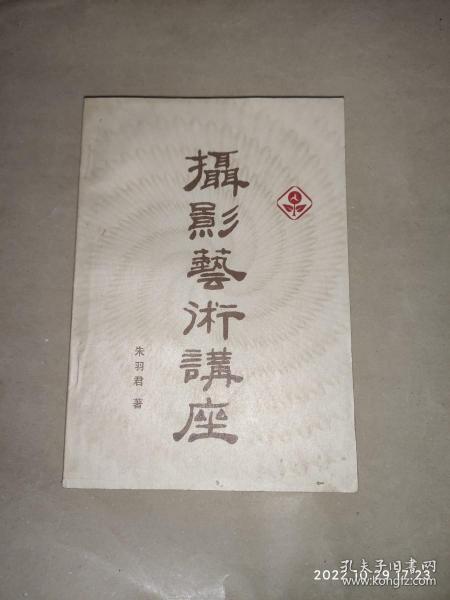 攝影藝術講座
朱羽君 著
孔夫子旧书网
2022.10.29 17:23
www.kongfz.com